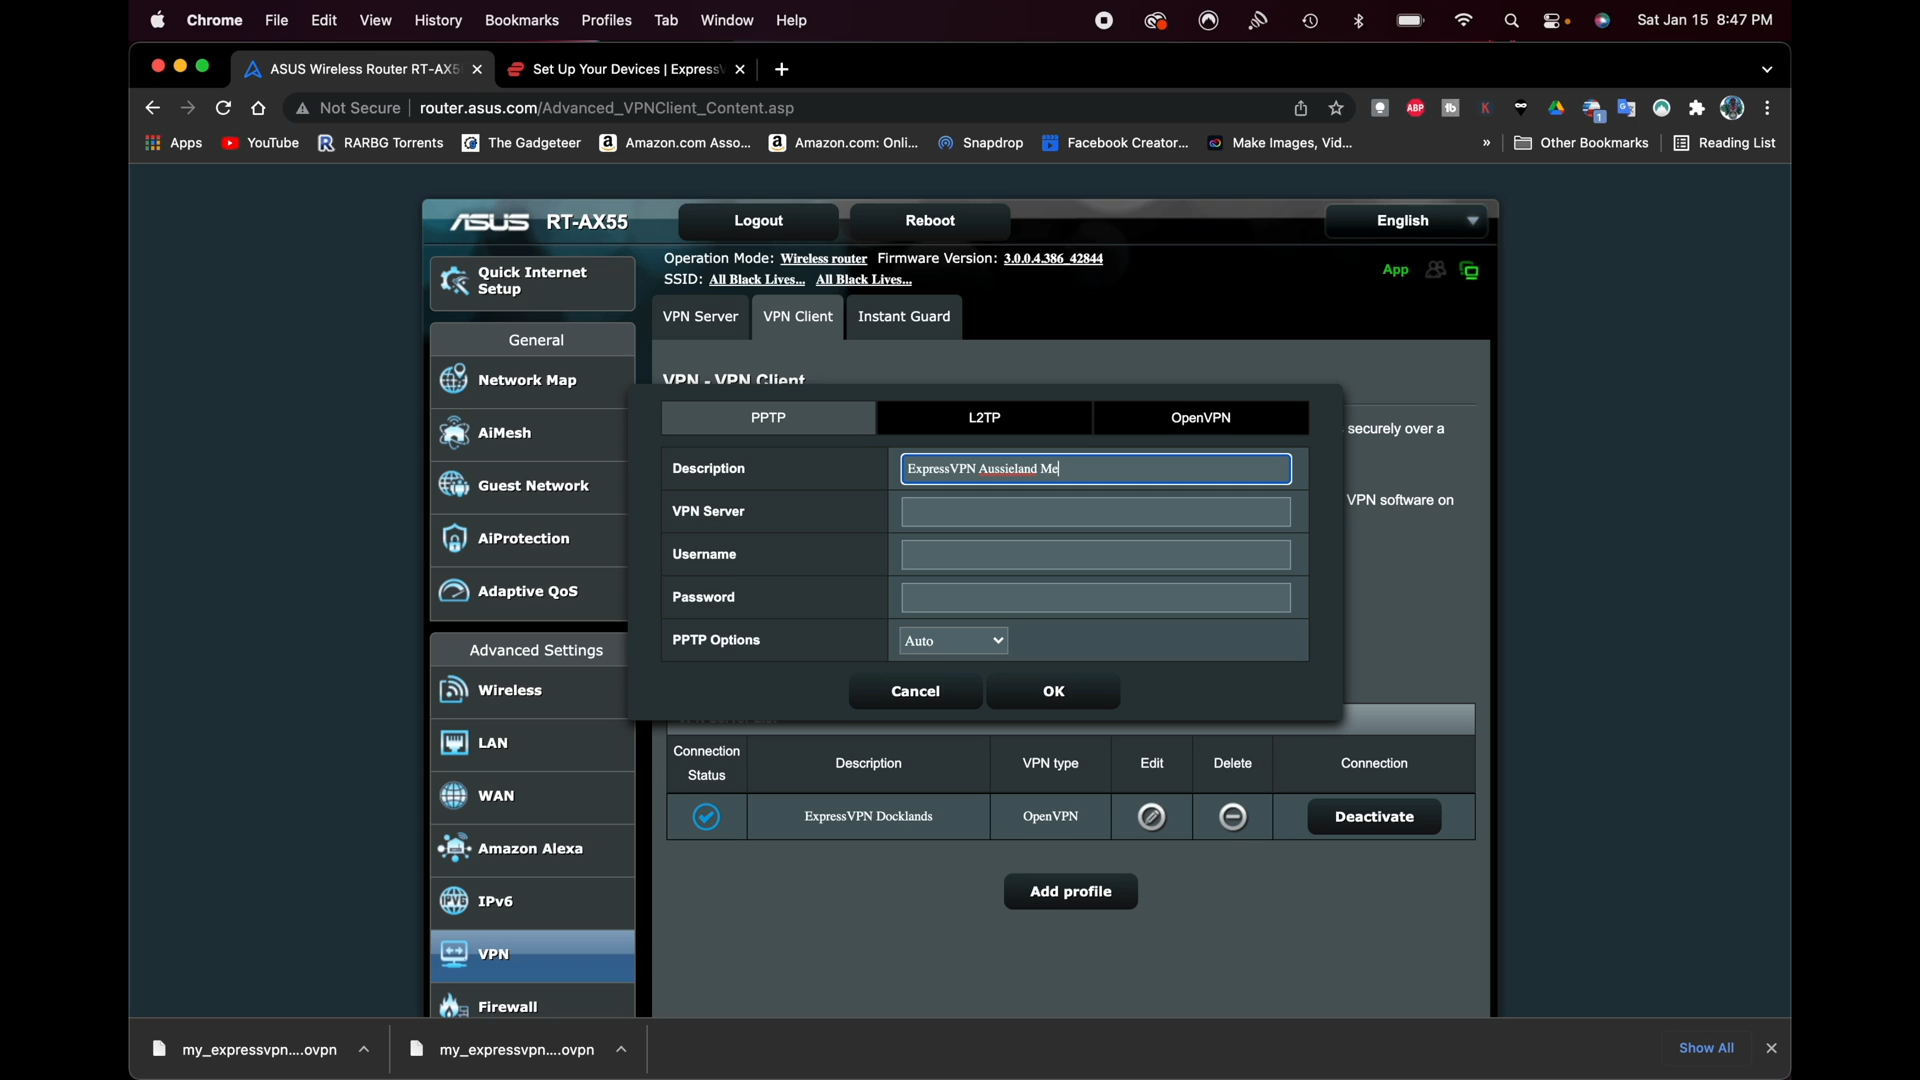 Chrome File Edit View History Bookmarks Profiles Tab Window Help Sat Jan 15 8:47 PM
ASUS Wireless Router RT-AX5
Set Up Your Devices | Express
Not Secure router.asus.com/Advanced_VPNClient_Content.asp
ABP
tb
K
1
Apps YouTube RARBG Torrents The Gadgeteer Amazon.com Asso... Amazon.com: Onli... Snapdrop Facebook Creator... Make Images, Vid... » Other Bookmarks Reading List
ASUS RT-AX55 Logout Reboot English
Operation Mode: Wireless router Firmware Version: 3.0.0.4.386_42844
SSID: All Black Lives... All Black Lives...
App
Quick Internet
Setup
General
Network Map
AiMesh
Guest Network
AiProtection
Adaptive QoS
Advanced Settings
Wireless
LAN
WAN
Amazon Alexa
IPv6
VPN
Firewall
VPN Server VPN Client Instant Guard
VPN - VPN Client
securely over a
VPN software on
PPTP L2TP OpenVPN
Description ExpressVPN Aussieland Me
VPN Server
Username
Password
PPTP Options Auto
Cancel OK
Connection
Status
Description VPN type Edit Delete Connection
ExpressVPN Docklands OpenVPN Deactivate
Add profile
my_expressvpn....ovpn my_expressvpn....ovpn Show All